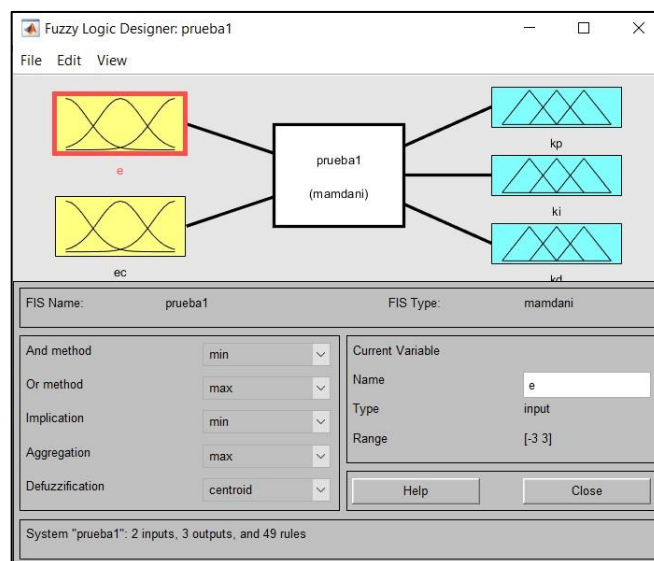 Fuzzy Logic Designer: prueba1
File Edit View
e
ec
prueba1
(mamdani)
kp
ki
kd
FIS Name: prueba1 FIS Type: mamdani
And method min
Or method max
Implication min
Aggregation max
Defuzzification centroid
Current Variable
Name e
Type input
Range [-3 3]
Help Close
System "prueba1": 2 inputs, 3 outputs, and 49 rules